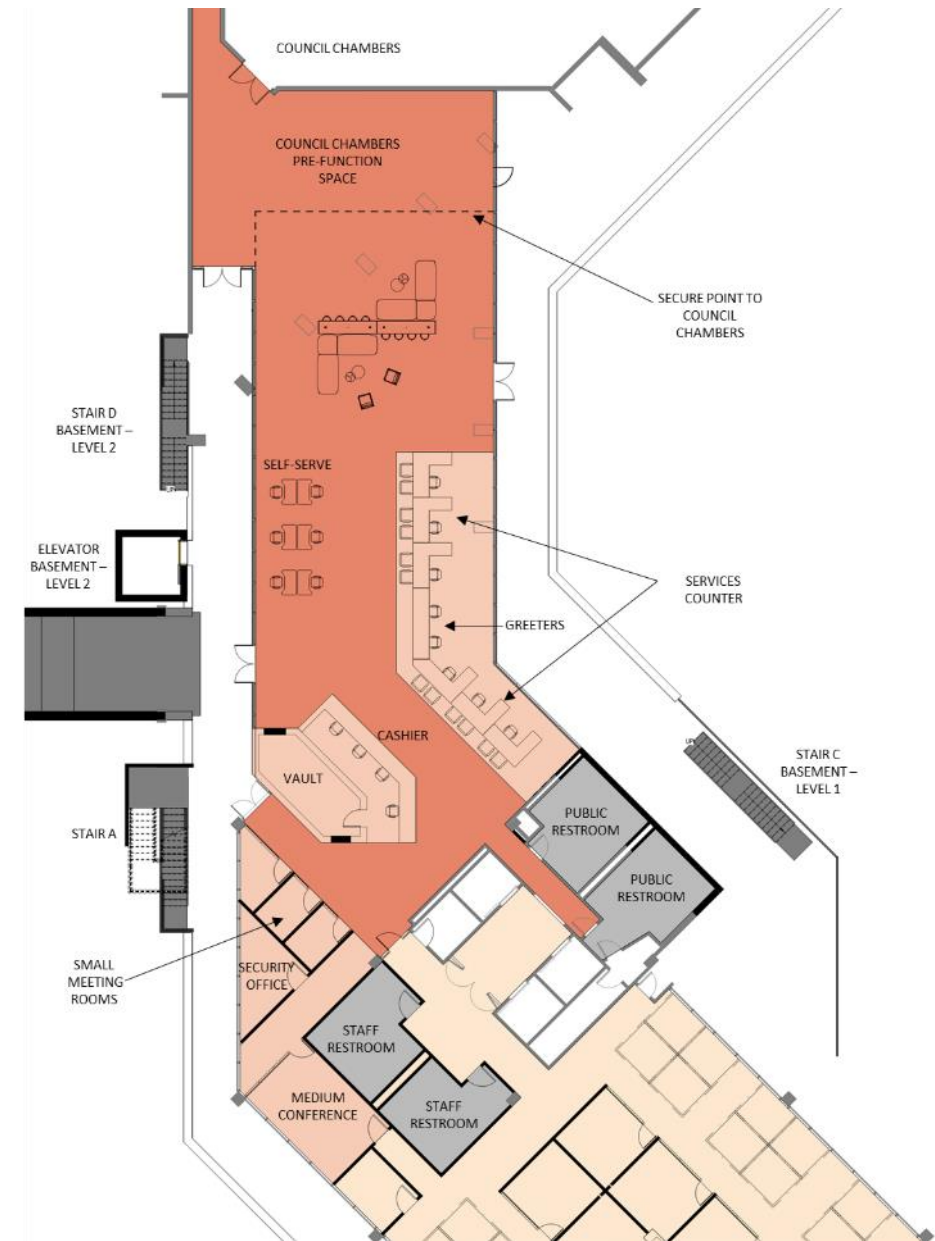 COUNCIL CHAMBERS
COUNCIL CHAMBERS
PRE-FUNCTION
SPACE
SECURE POINT TO
COUNCIL
CHAMBERS
STAIR D
BASEMENT –
LEVEL 2
SELF-SERVE
ELEVATOR
BASEMENT –
LEVEL 2
SERVICES
COUNTER
GREETERS
CASHIER
VAULT
UP
STAIR C
BASEMENT –
LEVEL 1
STAIR A
PUBLIC
RESTROOM
PUBLIC
RESTROOM
SMALL
MEETING
ROOMS
SECURITY
OFFICE
STAFF
RESTROOM
MEDIUM
CONFERENCE
STAFF
RESTROOM